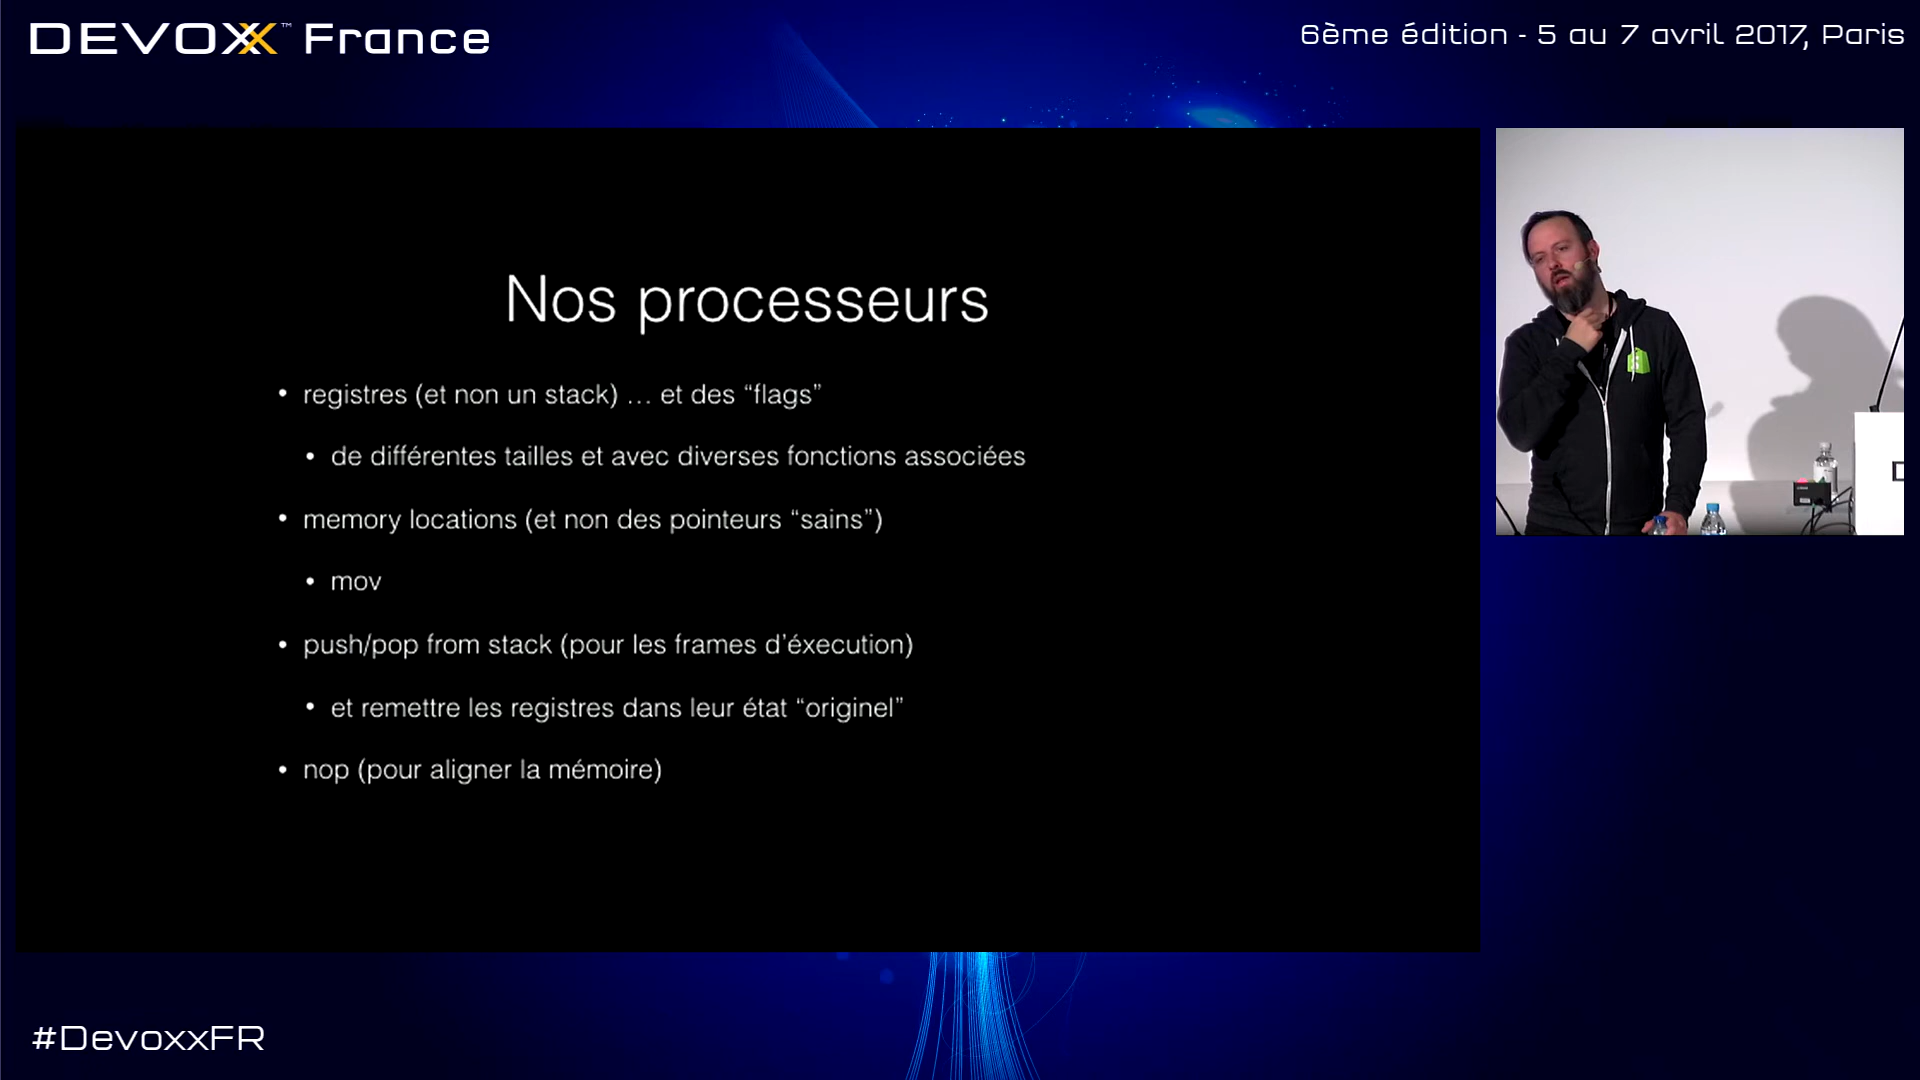 DEVOXX™ France
6ème édition - 5 au 7 avril 2017, Paris
Nos processeurs
• registres (et non un stack) … et des “flags”
• de différentes tailles et avec diverses fonctions associées
• memory locations (et non des pointeurs “sains”)
• mov
• push/pop from stack (pour les frames d’éxecution)
• et remettre les registres dans leur état “originel”
• nop (pour aligner la mémoire)
#DevoxxFR